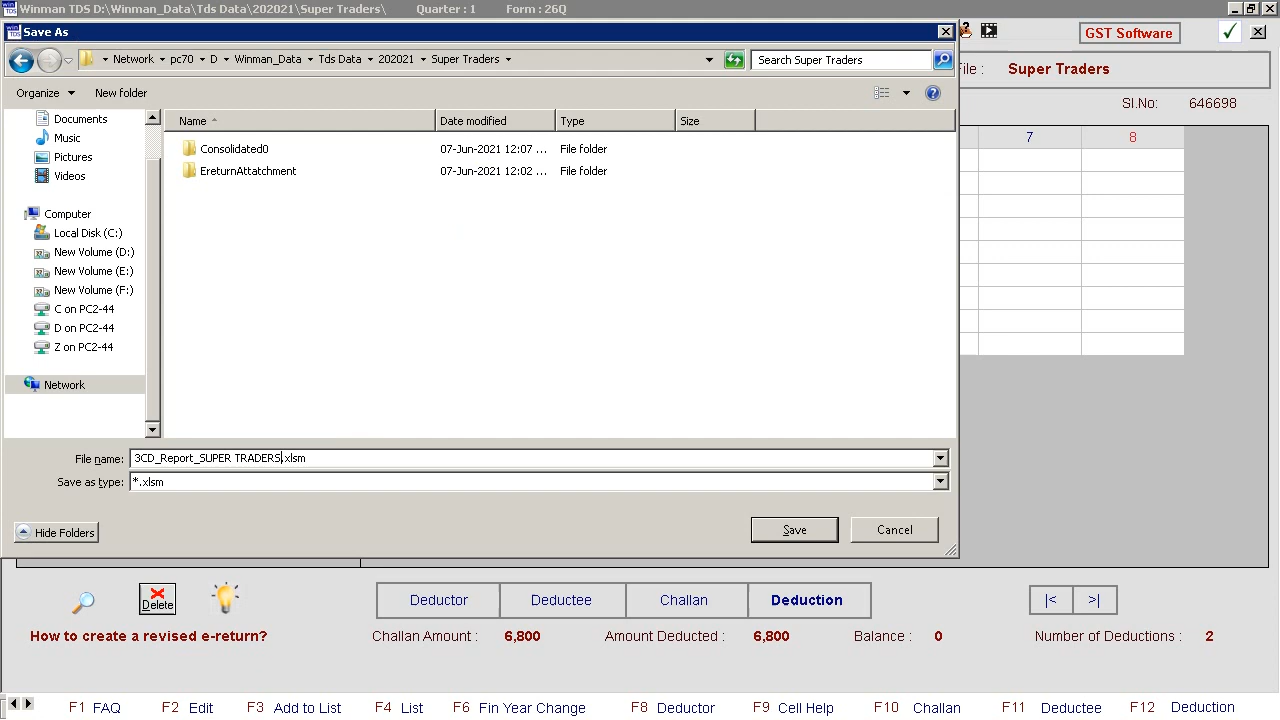 Winman TDS D:\Winman_Data\Tds Data\202021\Super Traders\ Quarter : 1 Form : 26Q
Save As
Network pc70 D Winman_Data Tds Data 202021 Super Traders
Search Super Traders
GST Software
Organize New folder
File : Super Traders
Sl.No: 646698
Name Date modified Type Size
7 8
Consolidated0 07-Jun-2021 12:07 ... File folder
EreturnAttatchment 07-Jun-2021 12:02 ... File folder
Documents
Music
Pictures
Videos
Computer
Local Disk (C:)
New Volume (D:)
New Volume (E:)
New Volume (F:)
C on PC2-44
D on PC2-44
Z on PC2-44
Network
File name: 3CD_Report_SUPER TRADERS.xlsm
Save as type: *.xlsm
Hide Folders
Save Cancel
Delete
Deductor Deductee Challan Deduction
|< >|
How to create a revised e-return? Challan Amount : 6,800 Amount Deducted : 6,800 Balance : 0 Number of Deductions : 2
F1 FAQ F2 Edit F3 Add to List F4 List F6 Fin Year Change F8 Deductor F9 Cell Help F10 Challan F11 Deductee F12 Deduction